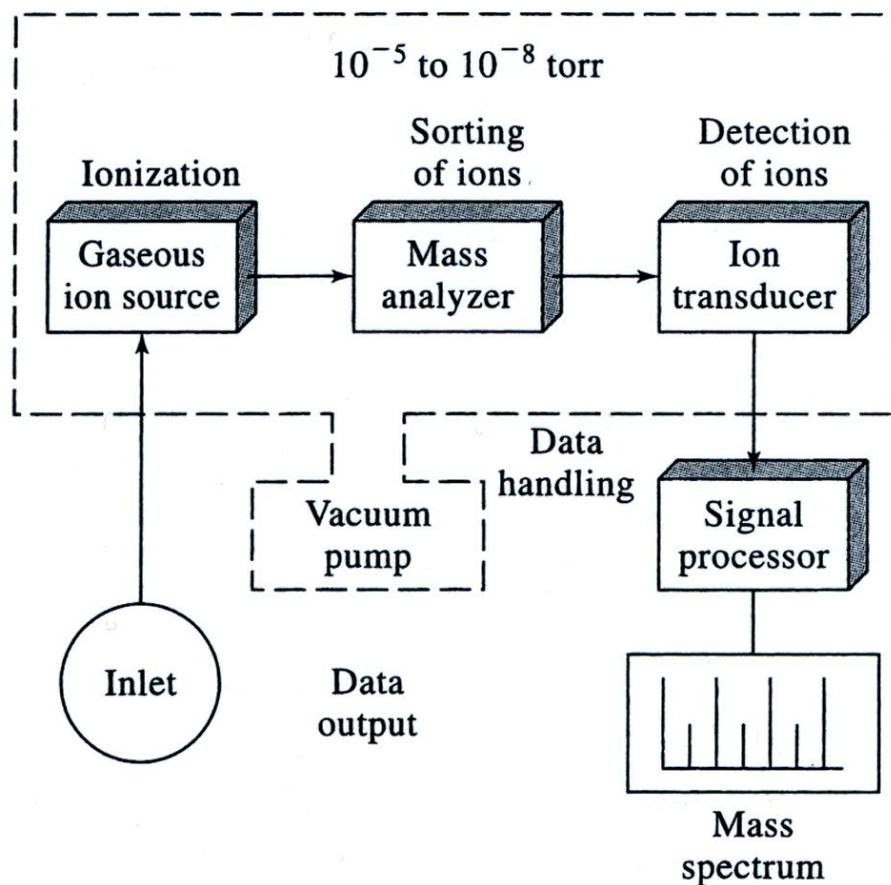 10⁻⁵ to 10⁻⁸ torr
Ionization
Sorting
of ions
Detection
of ions
Gaseous
ion source
Mass
analyzer
Ion
transducer
Data
handling
Vacuum
pump
Signal
processor
Inlet
Data
output
Mass
spectrum